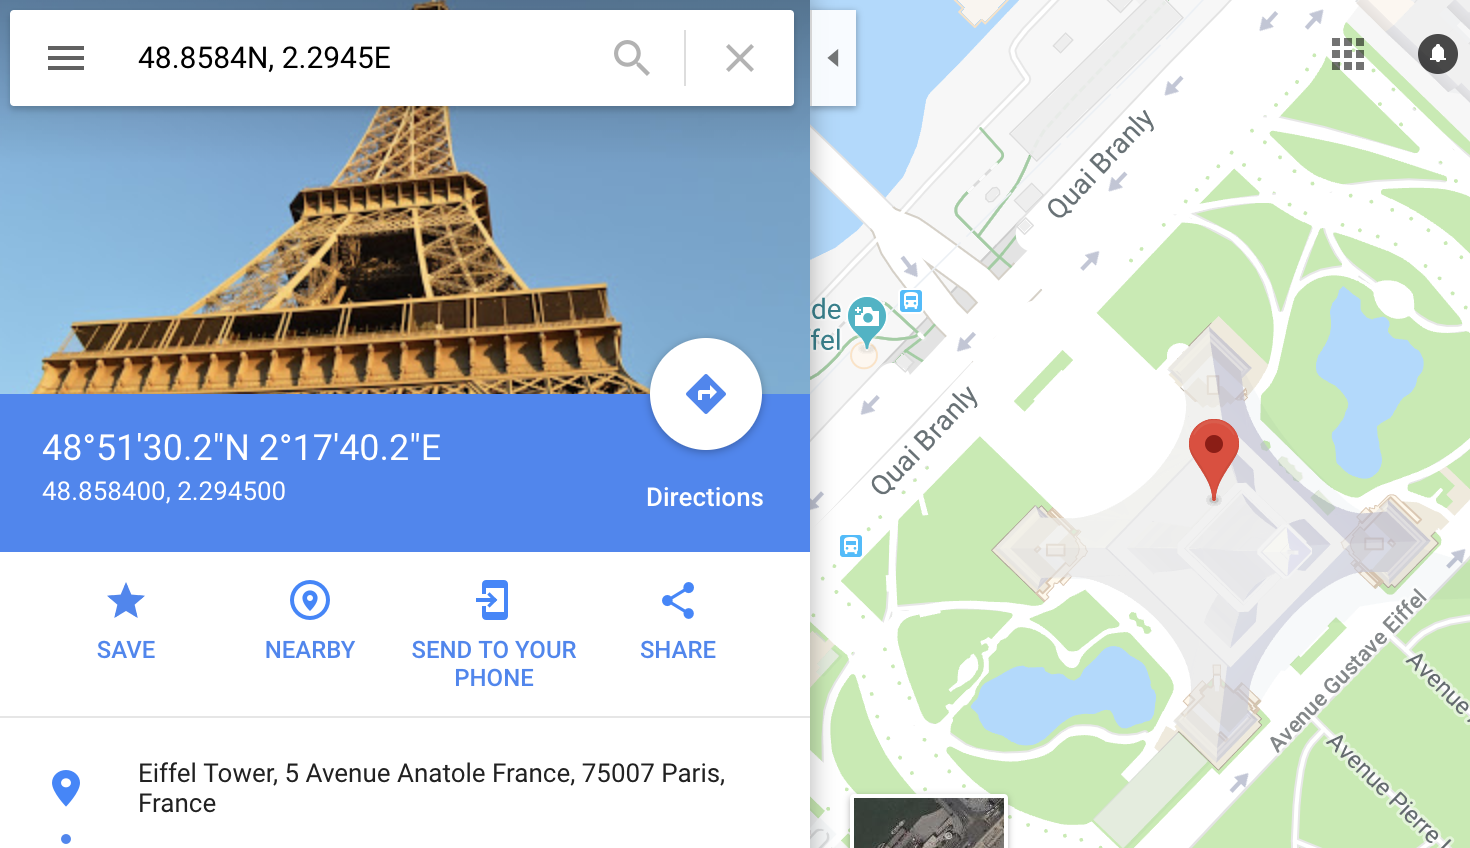 48.8584N, 2.2945E
48°51'30.2"N 2°17'40.2"E
48.858400, 2.294500
Directions
SAVE
NEARBY
SEND TO YOUR
PHONE
SHARE
Eiffel Tower, 5 Avenue Anatole France, 75007 Paris,
France
Quai Branly
de
fel
Quai Branly
Avenue Gustave Eiffel
Avenue
Avenue Pierre L